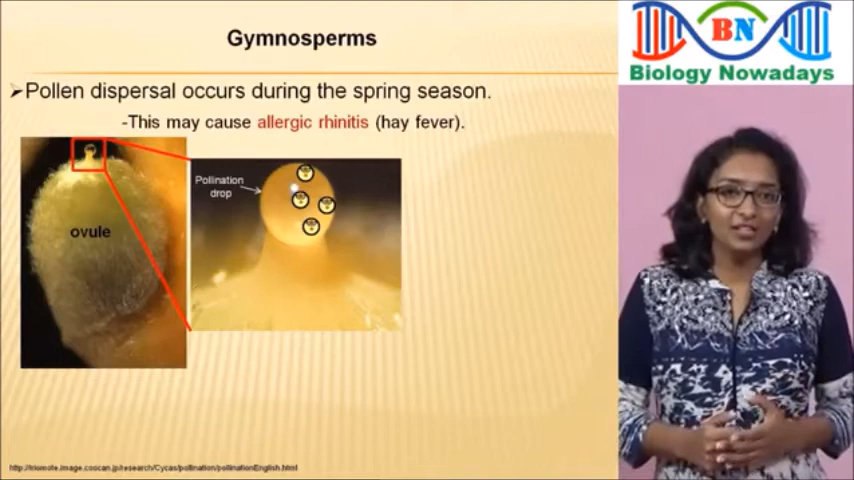 Gymnosperms
BN
Biology Nowadays
➢Pollen dispersal occurs during the spring season.
-This may cause allergic rhinitis (hay fever).
Pollination
drop
ovule
http://iriomote.image.coocan.jp/research/Cycas/pollination/pollinationEnglish.html